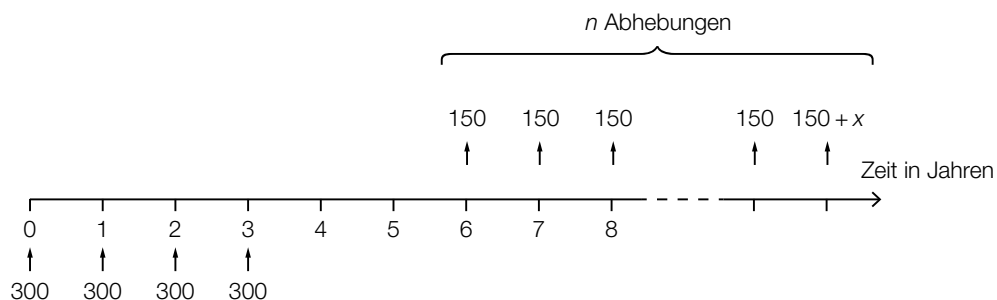 n Abhebungen
150 150 150 150 150 + x
Zeit in Jahren
0 1 2 3 4 5 6 7 8
300 300 300 300